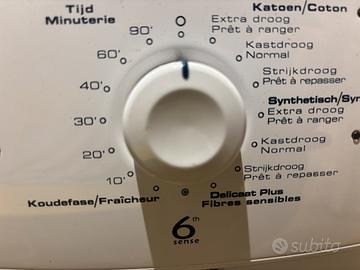 Tijd
Minuterie
90'
60'
40'
30'
20'
10'
Koudefase/Fraîcheur
Katoen/Coton
Extra droog
Prêt à ranger
Kastdroog
Normal
Strijkdroog
Prêt à repasser
Synthetisch/Sy
Extra droog
Prêt à ranger
Kastdroog
Normal
Strijkdroog
Prêt à repasser
Delicaat Plus
Fibres sensibles
6th
sense
subito